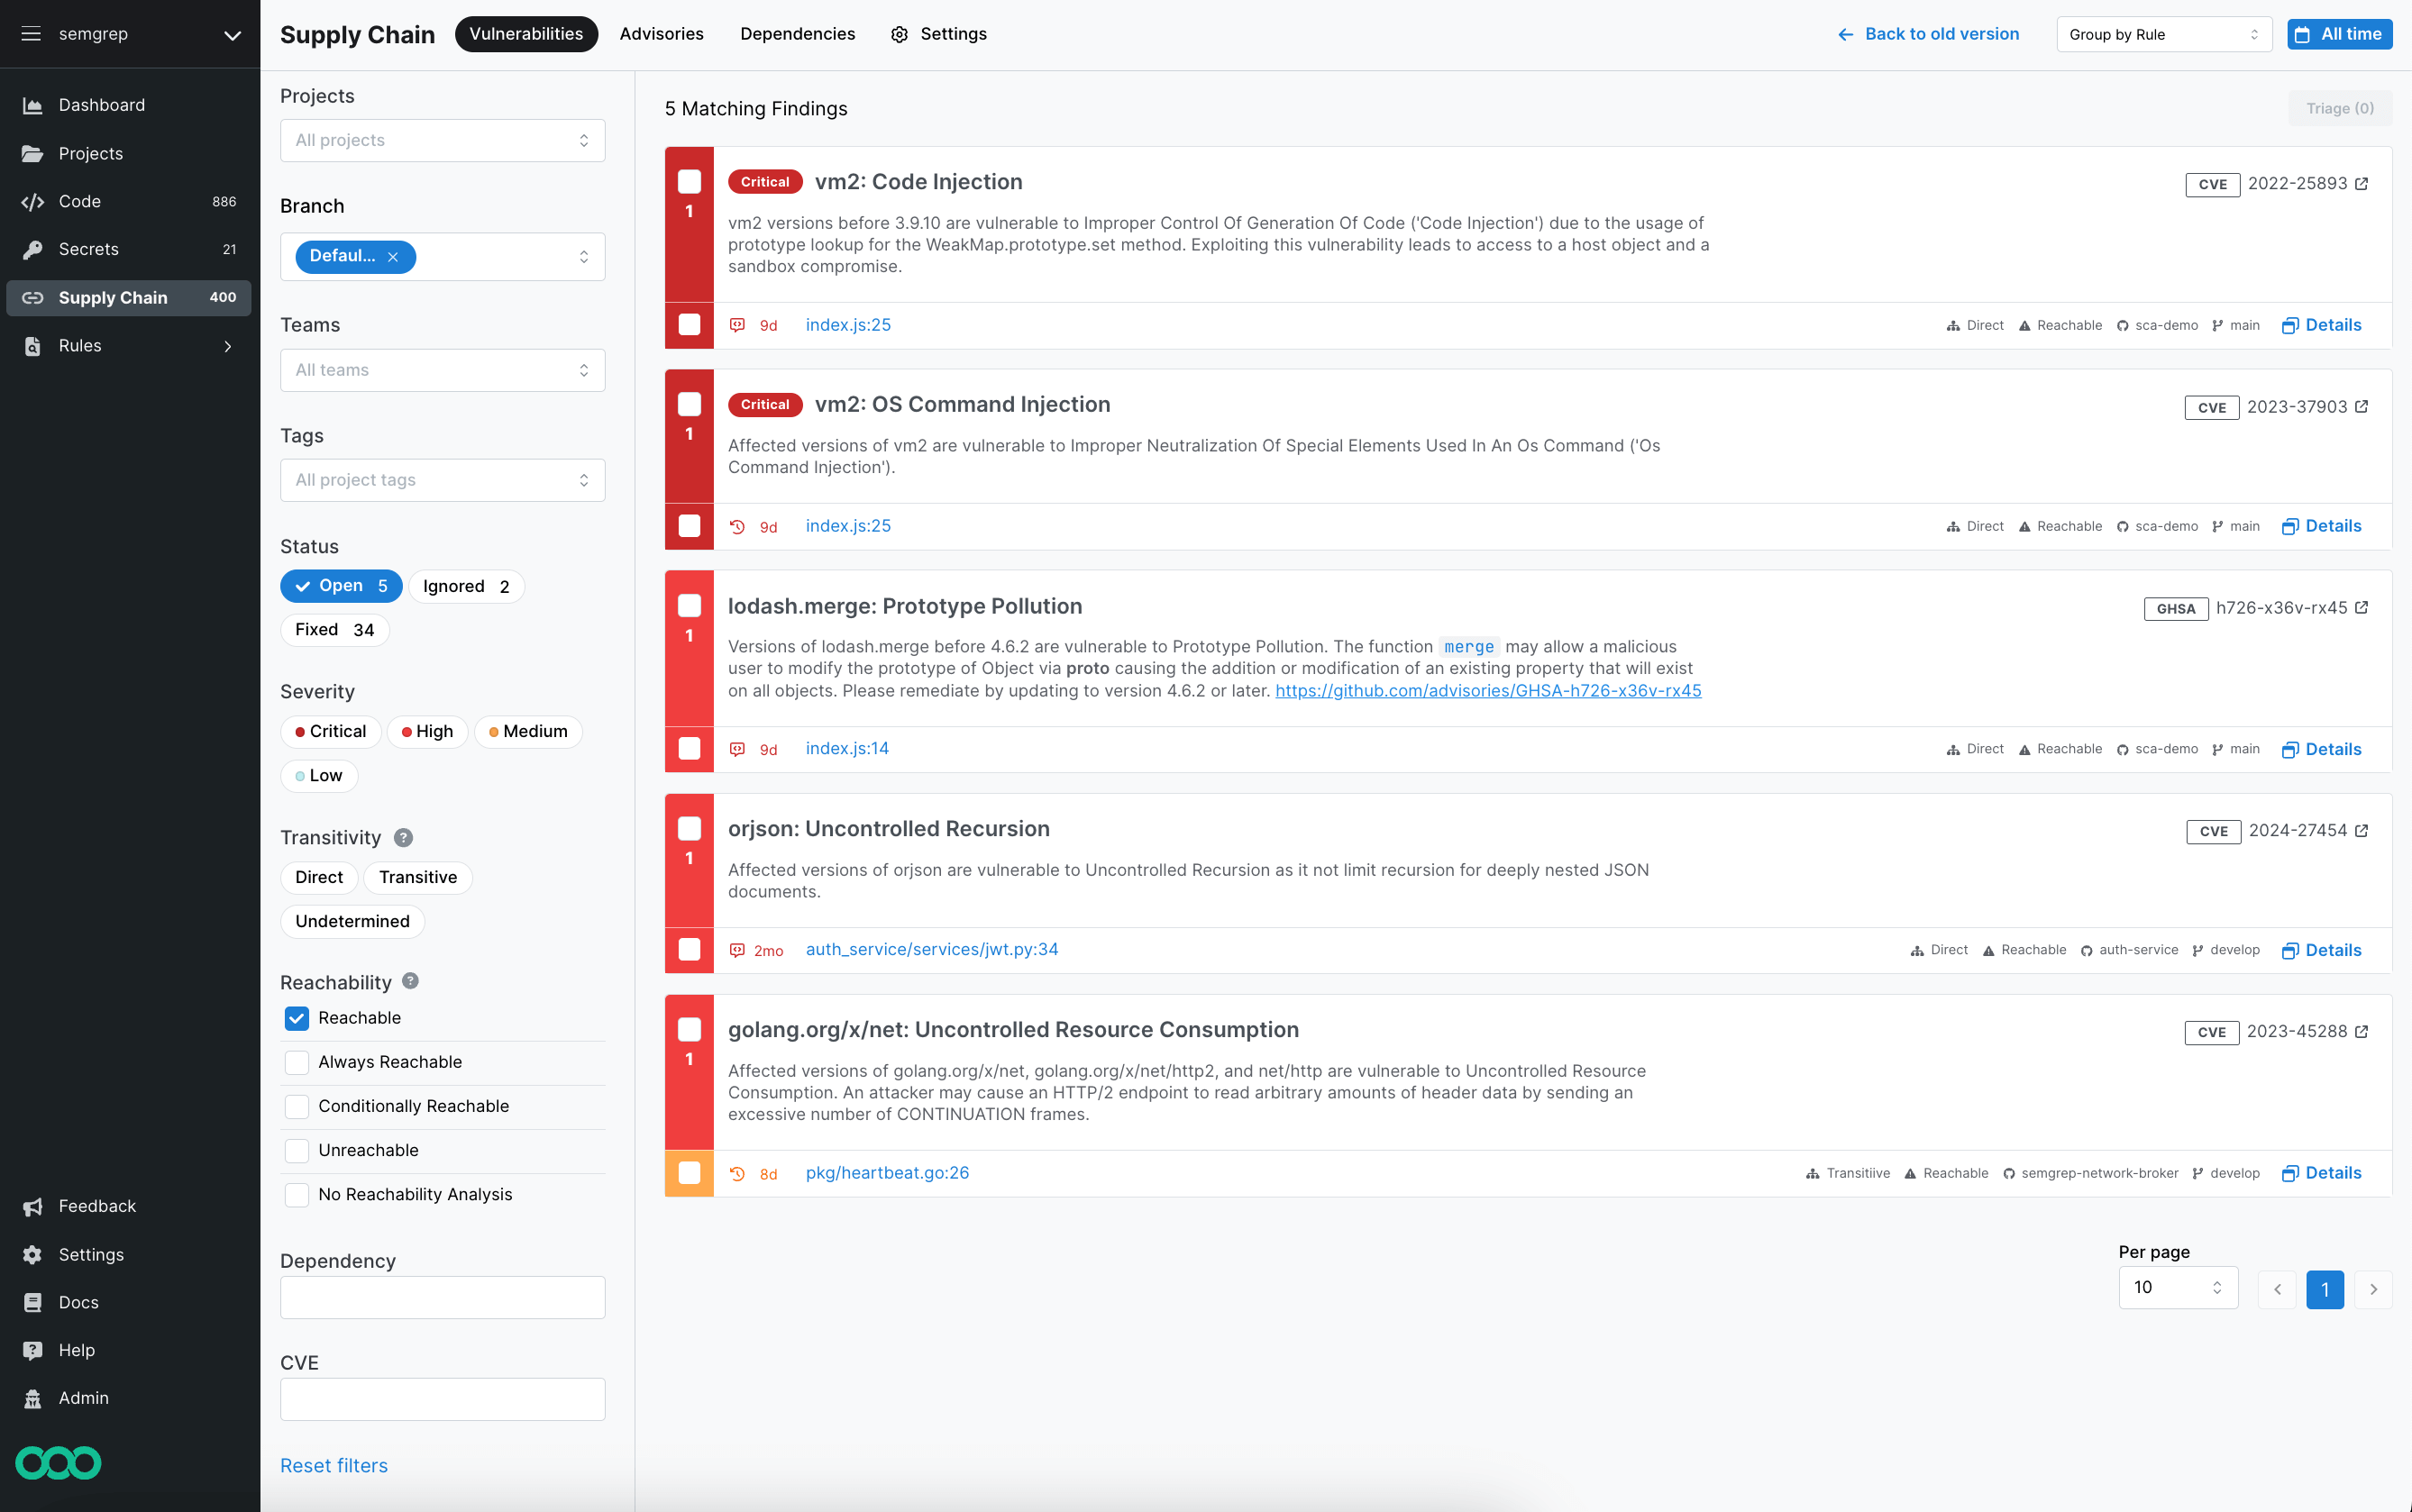 semgrep
Dashboard
Projects
Code 886
Secrets 21
Supply Chain 400
Rules
Feedback
Settings
Docs
Help
Admin
Supply Chain
Vulnerabilities
Advisories
Dependencies
Settings
Back to old version
Group by Rule
All time
Projects
All projects
Branch
Defaul...
Teams
All teams
Tags
All project tags
Status
Open 5
Ignored 2
Fixed 34
Severity
Critical
High
Medium
Low
Transitivity ?
Direct
Transitive
Undetermined
Reachability ?
Reachable
Always Reachable
Conditionally Reachable
Unreachable
No Reachability Analysis
Dependency
CVE
Reset filters
5 Matching Findings
Triage (0)
1
Critical vm2: Code Injection
CVE 2022-25893
vm2 versions before 3.9.10 are vulnerable to Improper Control Of Generation Of Code ('Code Injection') due to the usage of
prototype lookup for the WeakMap.prototype.set method. Exploiting this vulnerability leads to access to a host object and a
sandbox compromise.
9d index.js:25 Direct Reachable sca-demo main Details
1
Critical vm2: OS Command Injection
CVE 2023-37903
Affected versions of vm2 are vulnerable to Improper Neutralization Of Special Elements Used In An Os Command ('Os
Command Injection').
9d index.js:25 Direct Reachable sca-demo main Details
1
lodash.merge: Prototype Pollution
GHSA h726-x36v-rx45
Versions of lodash.merge before 4.6.2 are vulnerable to Prototype Pollution. The function merge may allow a malicious
user to modify the prototype of Object via proto causing the addition or modification of an existing property that will exist
on all objects. Please remediate by updating to version 4.6.2 or later. https://github.com/advisories/GHSA-h726-x36v-rx45
9d index.js:14 Direct Reachable sca-demo main Details
1
orjson: Uncontrolled Recursion
CVE 2024-27454
Affected versions of orjson are vulnerable to Uncontrolled Recursion as it not limit recursion for deeply nested JSON
documents.
2mo auth_service/services/jwt.py:34 Direct Reachable auth-service develop Details
1
golang.org/x/net: Uncontrolled Resource Consumption
CVE 2023-45288
Affected versions of golang.org/x/net, golang.org/x/net/http2, and net/http are vulnerable to Uncontrolled Resource
Consumption. An attacker may cause an HTTP/2 endpoint to read arbitrary amounts of header data by sending an
excessive number of CONTINUATION frames.
8d pkg/heartbeat.go:26 Transitiive Reachable semgrep-network-broker develop Details
Per page
10
1